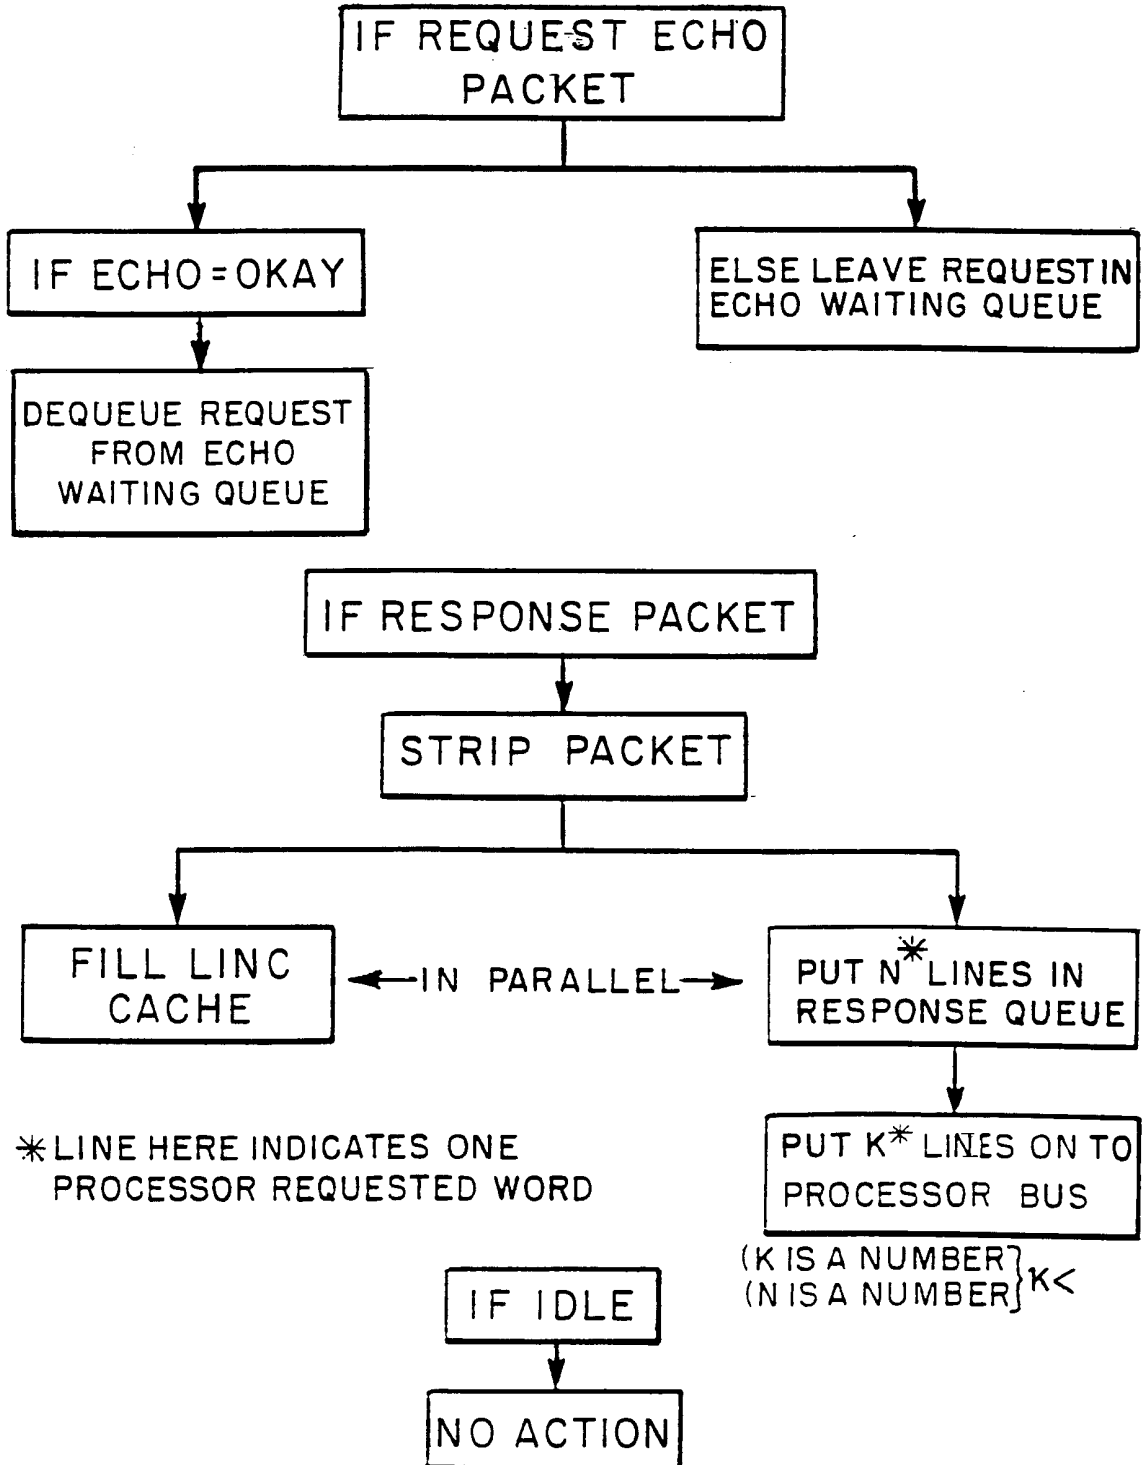 IF REQUEST ECHO
PACKET
IF ECHO=OKAY
ELSE LEAVE REQUEST IN
ECHO WAITING QUEUE
DEQUEUE REQUEST
FROM ECHO
WAITING QUEUE
IF RESPONSE PACKET
STRIP PACKET
FILL LINC
CACHE
IN PARALLEL
PUT N* LINES IN
RESPONSE QUEUE
* LINE HERE INDICATES ONE
PROCESSOR REQUESTED WORD
PUT K* LINES ON TO
PROCESSOR BUS
(K IS A NUMBER
(N IS A NUMBER } K<
IF IDLE
NO ACTION